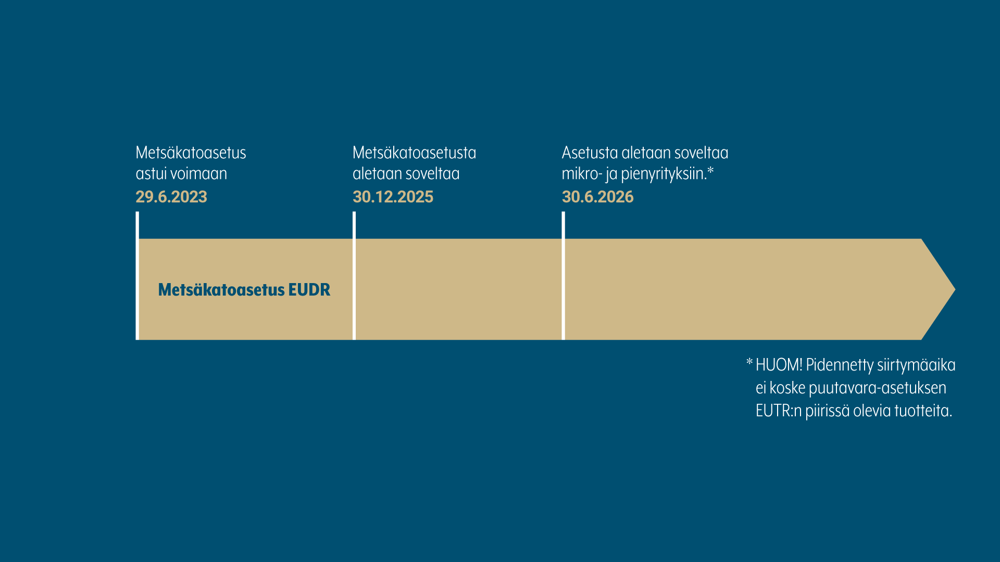 Metsäkatoasetus
astui voimaan
29.6.2023
Metsäkatoasetusta
aletaan soveltaa
30.12.2025
Asetusta aletaan soveltaa
mikro- ja pienyrityksiin.*
30.6.2026
Metsäkatoasetus EUDR
* HUOM! Pidennetty siirtymäaika
ei koske puutavara-asetuksen
EUTR:n piirissä olevia tuotteita.